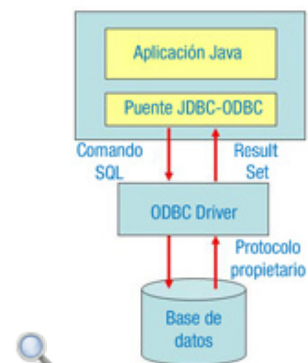 Aplicación Java
Puente JDBC-ODBC
Comando
SQL
Result
Set
ODBC Driver
Protocolo
propietario
Base de
datos